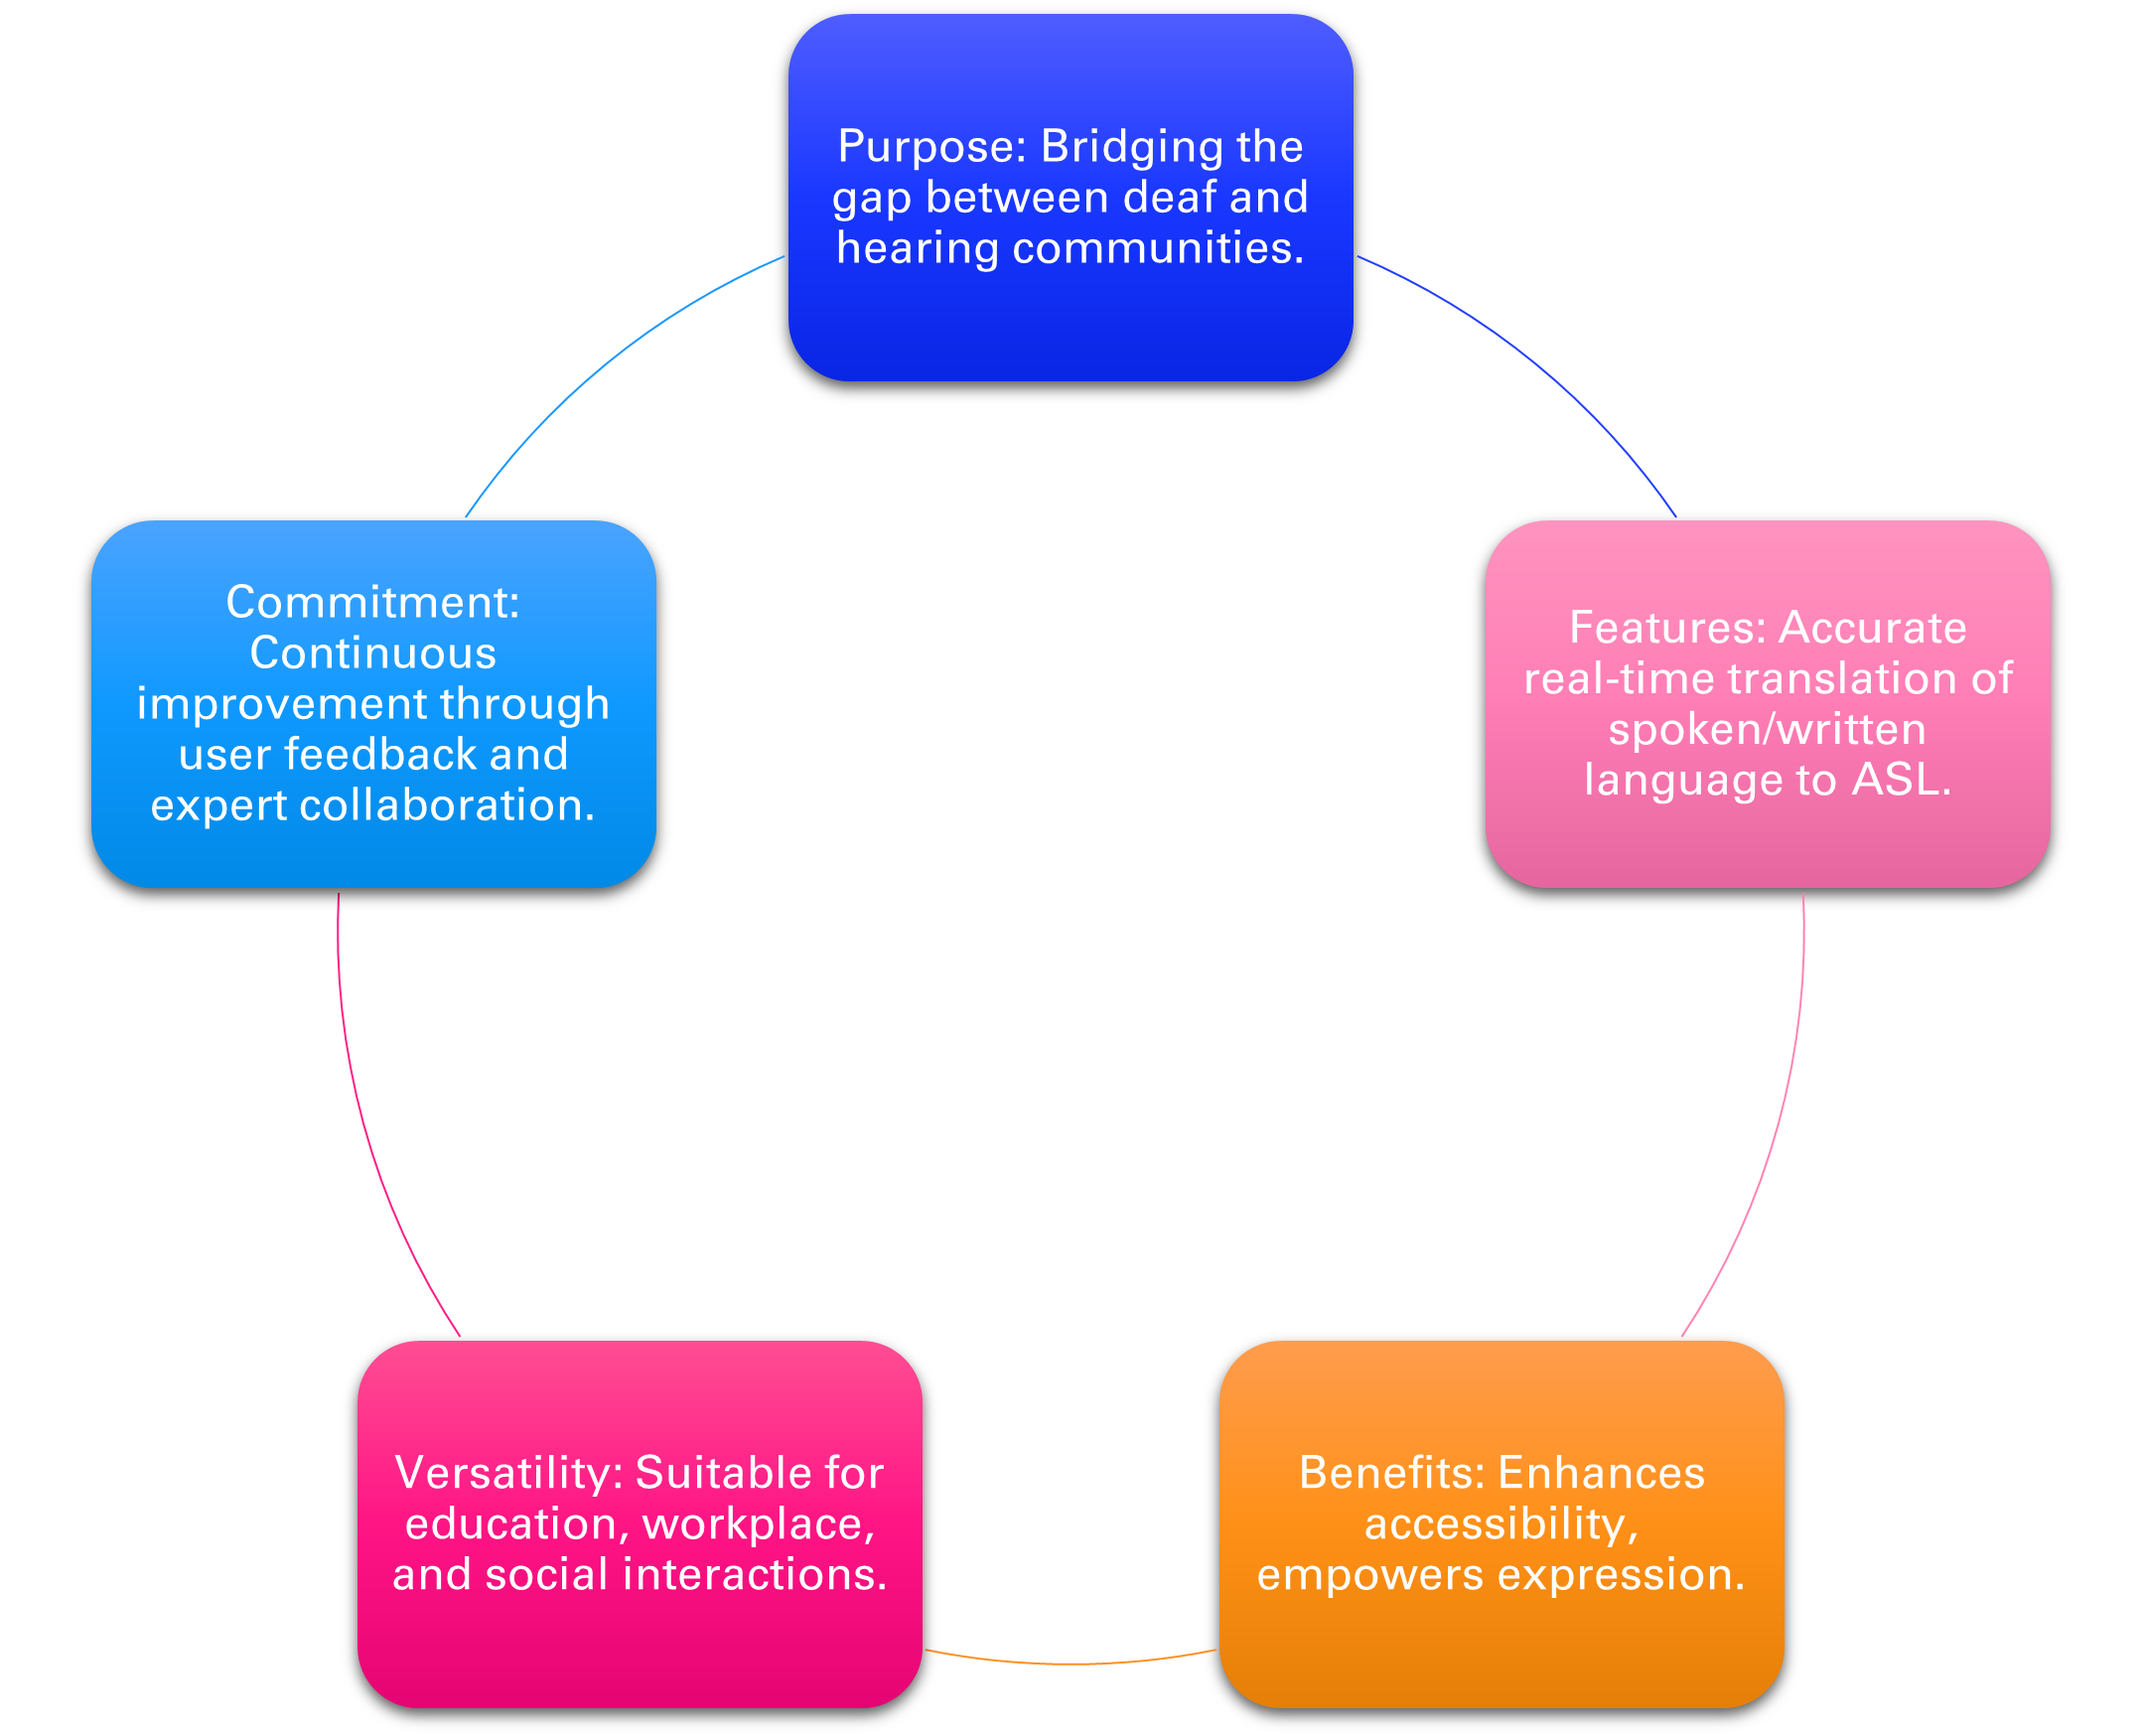 Purpose: Bridging the
gap between deaf and
hearing communities.
Features: Accurate
real-time translation of
spoken/written
language to ASL.
Benefits: Enhances
accessibility,
empowers expression.
Versatility: Suitable for
education, workplace,
and social interactions.
Commitment:
Continuous
improvement through
user feedback and
expert collaboration.